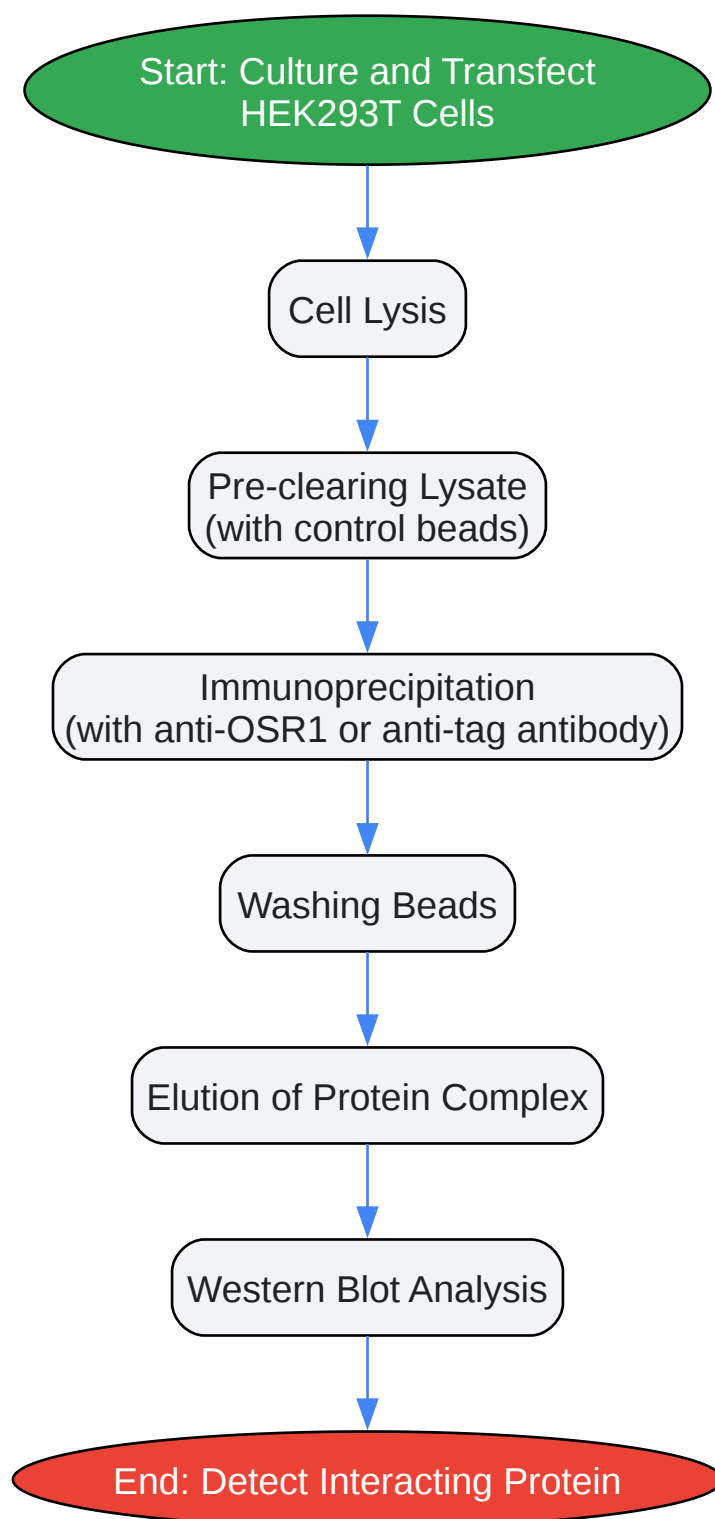 Start: Culture and Transfect
HEK293T Cells
Cell Lysis
Pre-clearing Lysate
(with control beads)
Immunoprecipitation
(with anti-OSR1 or anti-tag antibody)
Washing Beads
Elution of Protein Complex
Western Blot Analysis
End: Detect Interacting Protein